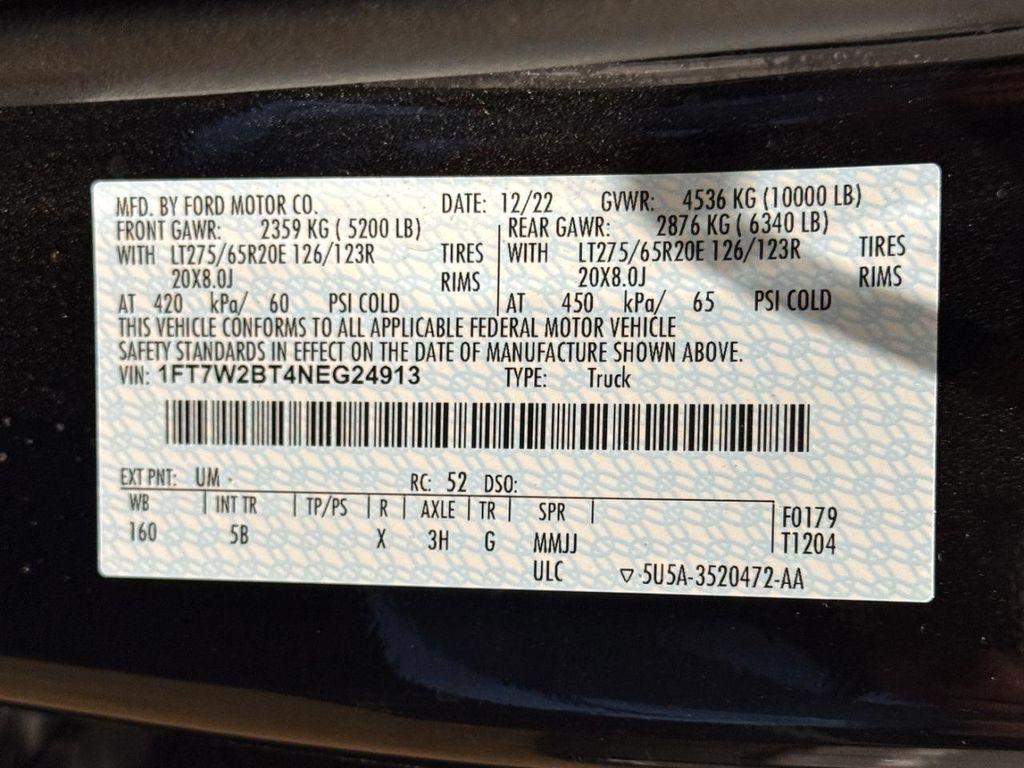 MFD. BY FORD MOTOR CO. DATE: 12/22 GVWR: 4536 KG (10000 LB)
FRONT GAWR: 2359 KG ( 5200 LB) REAR GAWR: 2876 KG ( 6340 LB)
WITH LT275/65R20E 126/123R TIRES WITH LT275/65R20E 126/123R TIRES
20X8.0J RIMS 20X8.0J RIMS
AT 420 kPa/ 60 PSI COLD AT 450 kPa/ 65 PSI COLD
THIS VEHICLE CONFORMS TO ALL APPLICABLE FEDERAL MOTOR VEHICLE
SAFETY STANDARDS IN EFFECT ON THE DATE OF MANUFACTURE SHOWN ABOVE.
VIN: 1FT7W2BT4NEG24913 TYPE: Truck
EXT PNT: UM RC: 52 DSO:
WB | INT TR | TP/PS | R | AXLE | TR | SPR | F0179
160 5B X 3H G MMJJ T1204
ULC ▽ 5U5A-3520472-AA